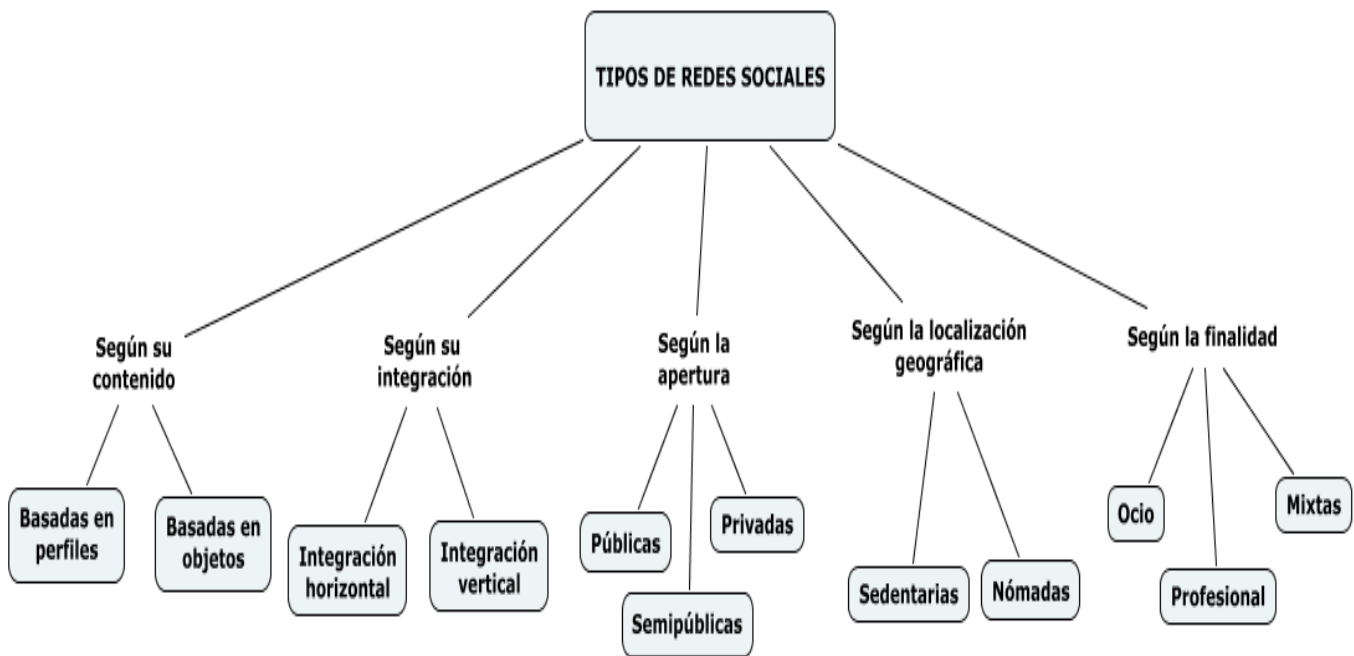 TIPOS DE REDES SOCIALES
Según su
contenido
Según su
integración
Según la
apertura
Según la localización
geográfica
Según la finalidad
Basadas en
perfiles
Basadas en
objetos
Integración
horizontal
Integración
vertical
Públicas
Semipúblicas
Privadas
Sedentarias
Nómadas
Ocio
Profesional
Mixtas